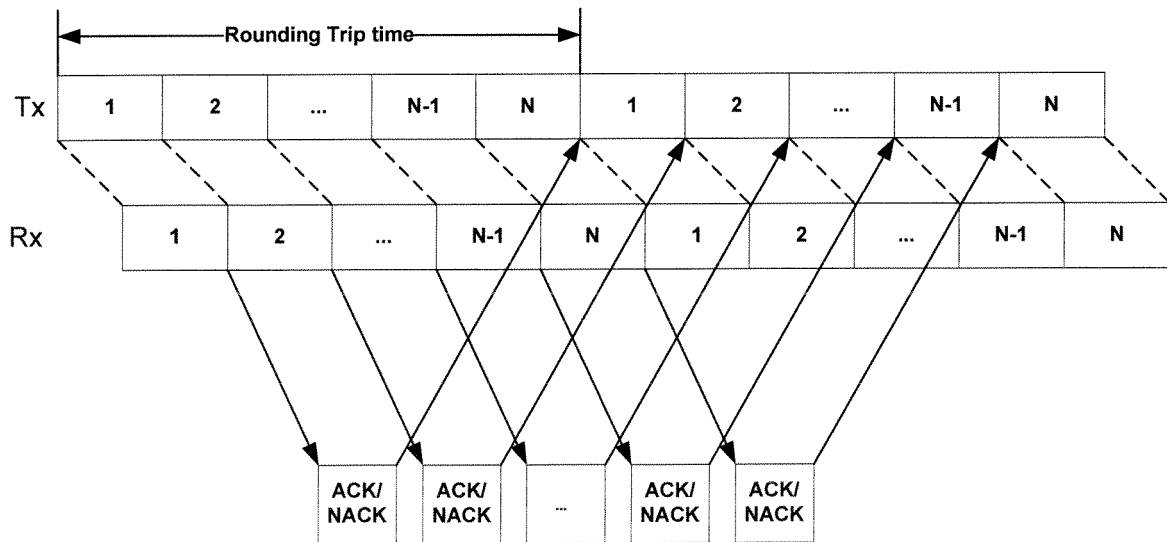 Rounding Trip time
Tx 1 2 ... N-1 N 1 2 ... N-1 N
Rx 1 2 ... N-1 N 1 2 ... N-1 N
ACK/ ACK/ ... ACK/ ACK/
NACK NACK NACK NACK